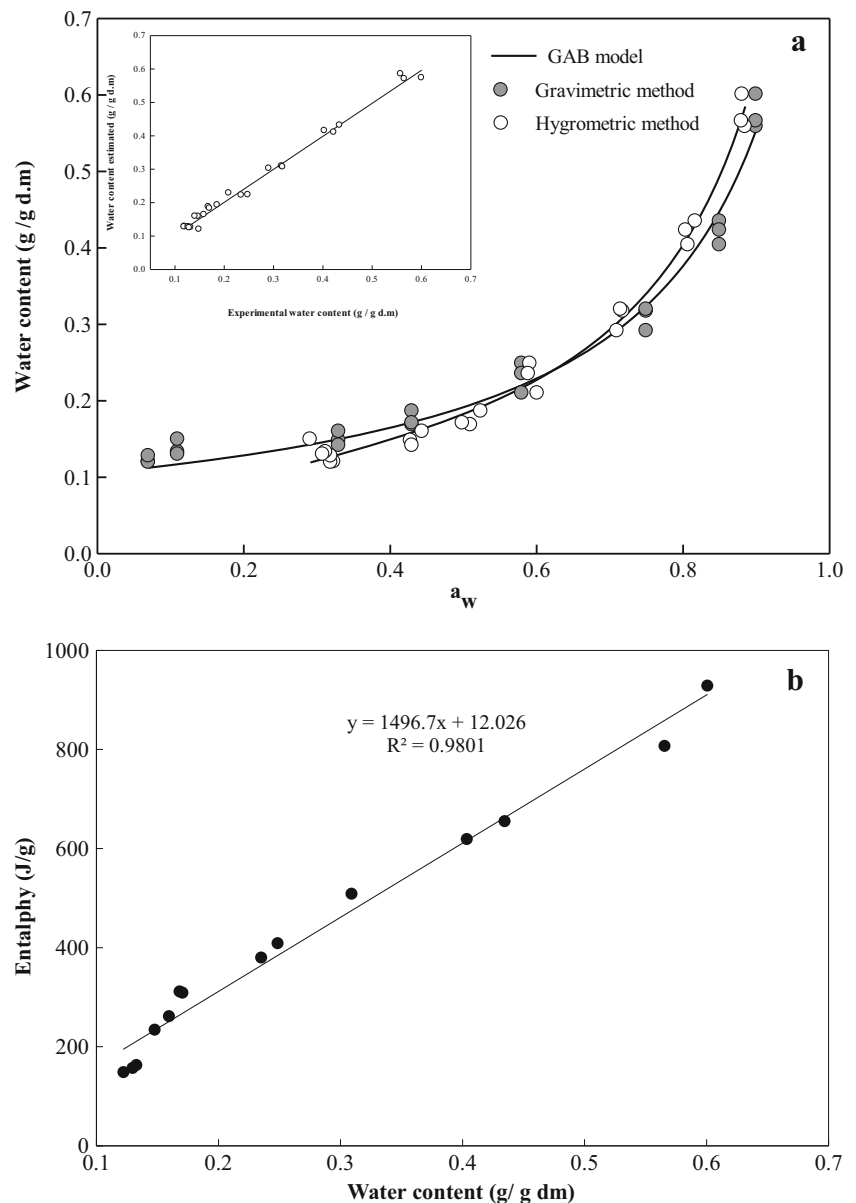 a
GAB model
Gravimetric method
Hygrometric method
0.7
0.6
0.5
0.4
0.3
0.2
0.1
0.0
Water content (g /g d.m)
0.0 0.2 0.4 0.6 0.8 1.0
aw
0.7
0.6
0.5
0.4
0.3
0.2
0.1
0.0
Water content estimated (g / g d.m)
0.1 0.2 0.3 0.4 0.5 0.6 0.7
Experimental water content (g / g d.m)
b
y = 1496.7x + 12.026
R² = 0.9801
1000
800
600
400
200
0
Entalphy (J/g)
0.1 0.2 0.3 0.4 0.5 0.6 0.7
Water content (g/ g dm)